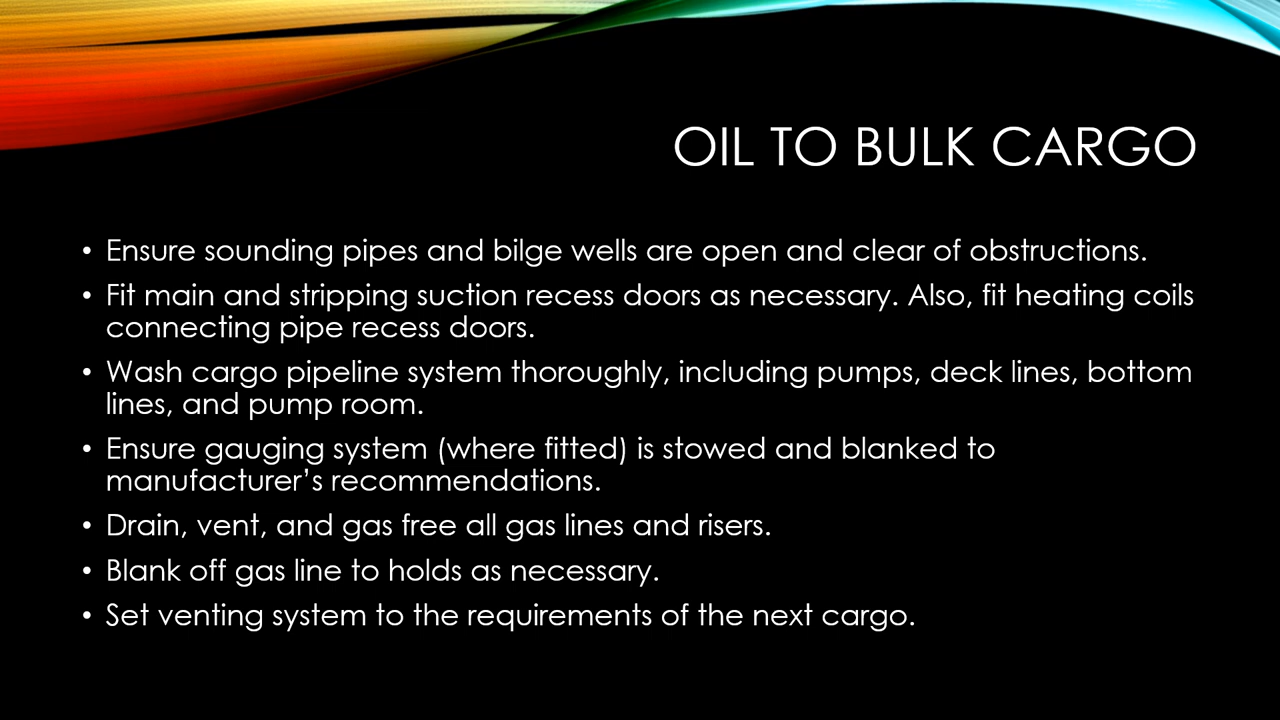 OIL TO BULK CARGO
• Ensure sounding pipes and bilge wells are open and clear of obstructions.
• Fit main and stripping suction recess doors as necessary. Also, fit heating coils
connecting pipe recess doors.
• Wash cargo pipeline system thoroughly, including pumps, deck lines, bottom
lines, and pump room.
• Ensure gauging system (where fitted) is stowed and blanked to
manufacturer’s recommendations.
• Drain, vent, and gas free all gas lines and risers.
• Blank off gas line to holds as necessary.
• Set venting system to the requirements of the next cargo.